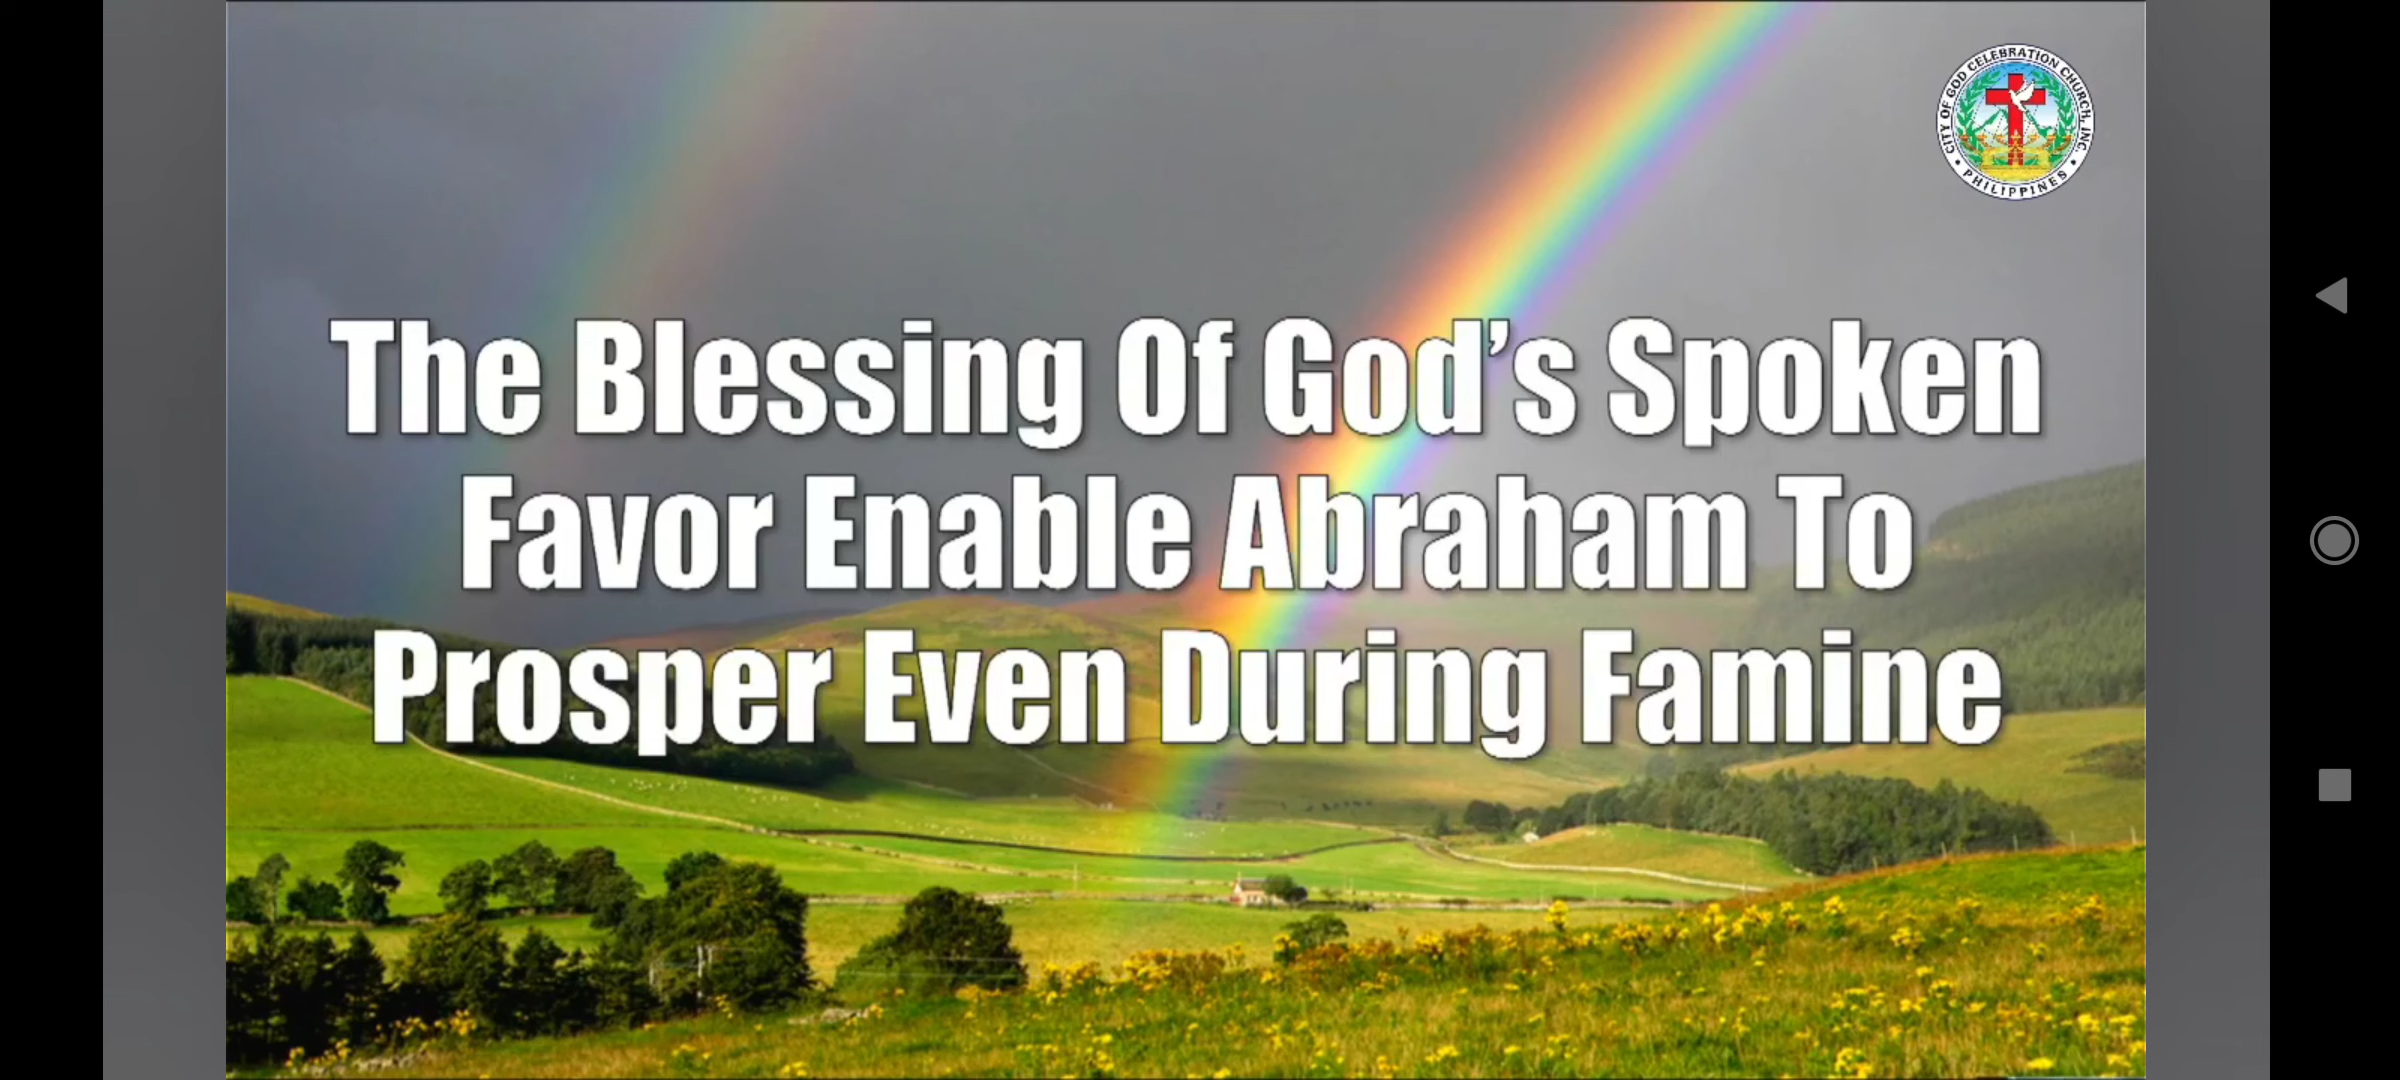 CITY OF GOD CELEBRATION CHURCH, INC.
• PHILIPPINES •
The Blessing Of God’s Spoken
Favor Enable Abraham To
Prosper Even During Famine